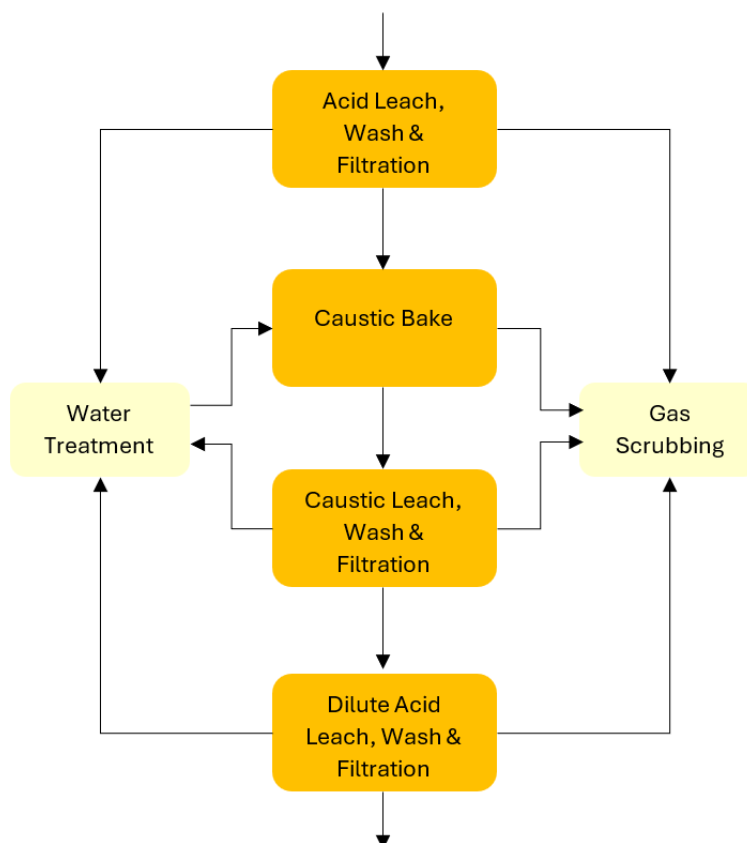 Acid Leach,
Wash &
Filtration
Caustic Bake
Water
Treatment
Gas
Scrubbing
Caustic Leach,
Wash &
Filtration
Dilute Acid
Leach, Wash &
Filtration